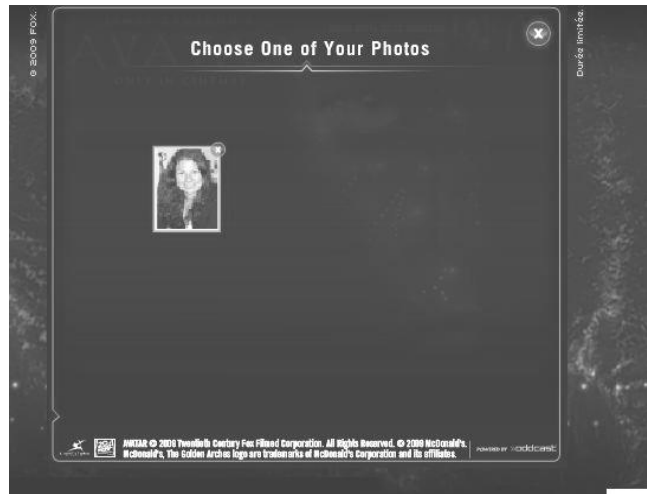 © 2009 FOX.
Durée limitée.
Choose One of Your Photos
AVATAR © 2009 Twentieth Century Fox Filmed Corporation. All Rights Reserved. © 2009 McDonald's.
McDonald's, The Golden Arches logo are trademarks of McDonald's Corporation and its affiliates.
POWERED BY oddcast